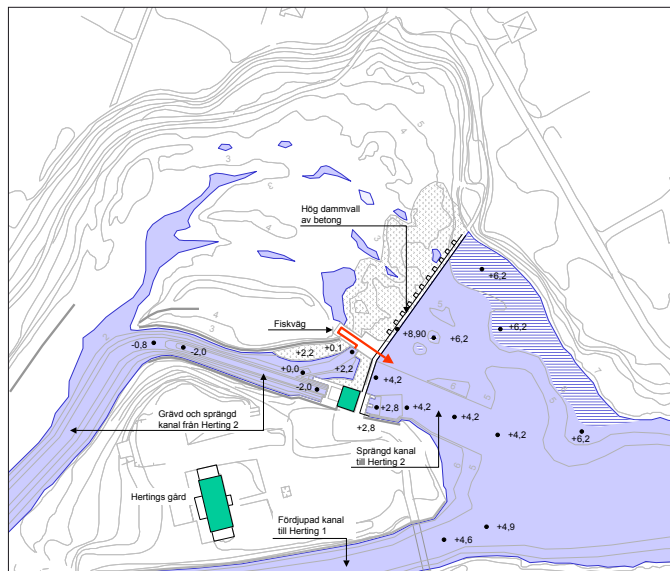 Hög dammvall
av betong
+6,2
Fiskväg
+0,1
+8,90
+6,2
+6,2
-0,8
-2,0
+2,2
+2,2
+0,0
-2,0
+4,2
+2,8
+4,2
+4,2
+4,2
+6,2
+2,8
Grävd och sprängd
kanal från Herting 2
Sprängd kanal
till Herting 2
Hertings gård
Fördjupad kanal
till Herting 1
+4,9
+4,6